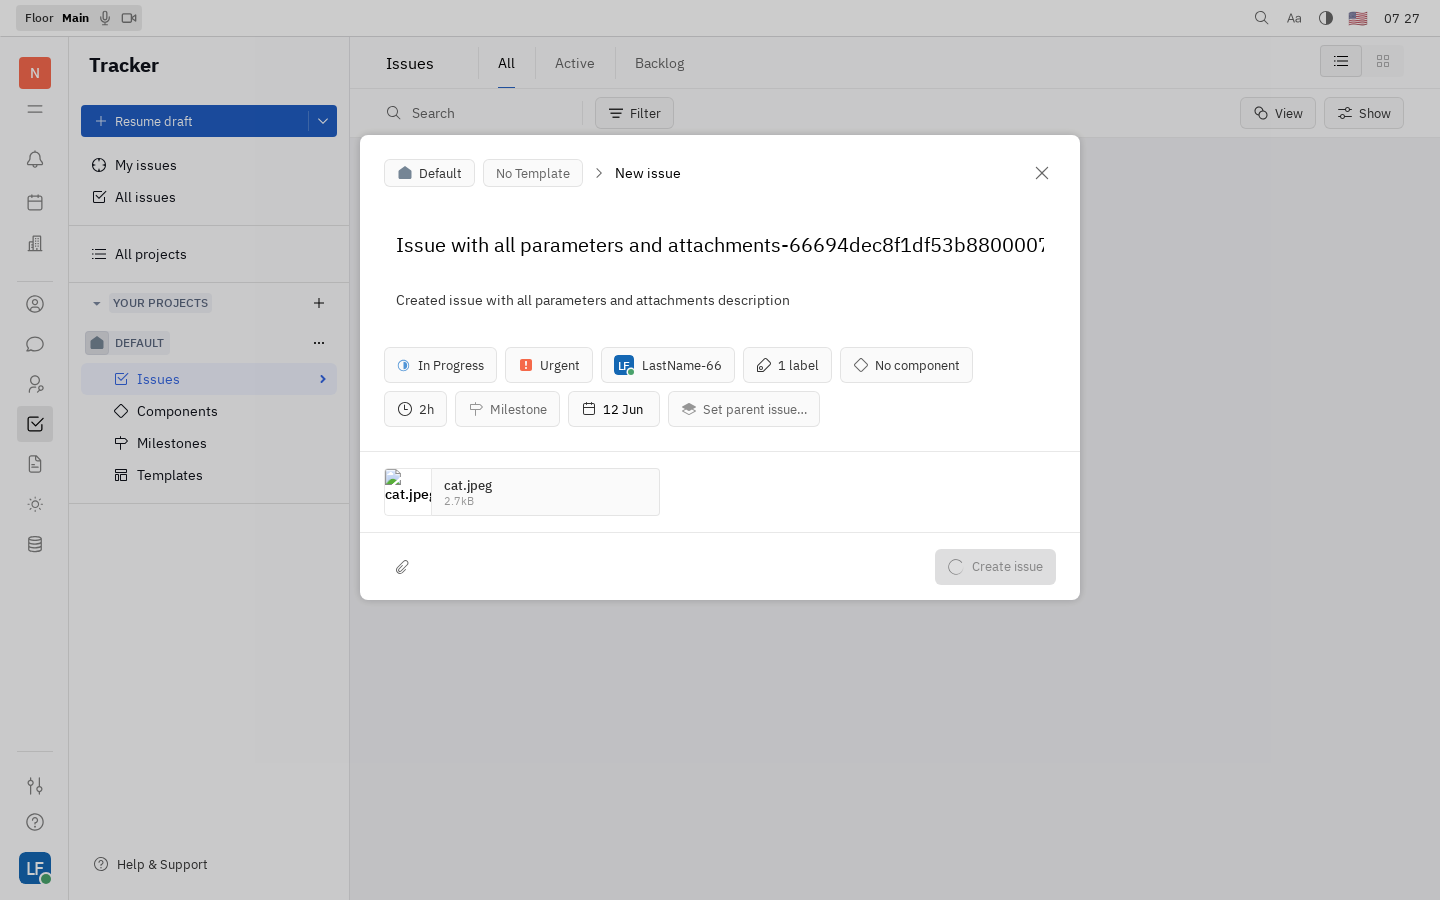 Floor Main
Aa
07 27
N
Tracker
Resume draft
My issues
All issues
All projects
YOUR PROJECTS
DEFAULT
Issues
Components
Milestones
Templates
Help & Support
LF
Issues
All
Active
Backlog
Search
Filter
View
Show
Default
No Template
New issue
Issue with all parameters and attachments-66694dec8f1df53b8800007
Created issue with all parameters and attachments description
In Progress
Urgent
LF LastName-66
1 label
No component
2h
Milestone
12 Jun
Set parent issue...
cat.jpeg
cat.jpeg
2.7kB
Create issue